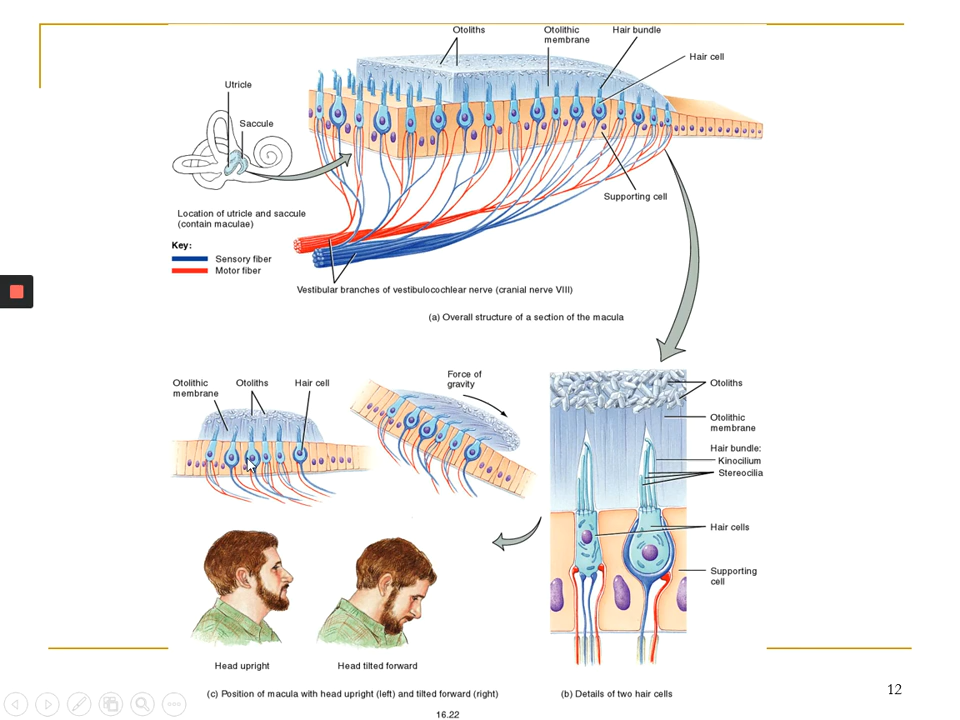 Otoliths
Otolithic
membrane
Hair bundle
Hair cell
Utricle
Saccule
Supporting cell
Location of utricle and saccule
(contain maculae)
Key:
Sensory fiber
Motor fiber
Vestibular branches of vestibulocochlear nerve (cranial nerve VIII)
(a) Overall structure of a section of the macula
Otolithic
membrane
Otoliths
Hair cell
Force of
gravity
Otoliths
Otolithic
membrane
Hair bundle:
Kinocilium
Stereocilia
Hair cells
Supporting
cell
Head upright
Head tilted forward
(c) Position of macula with head upright (left) and tilted forward (right)
(b) Details of two hair cells
12
16.22